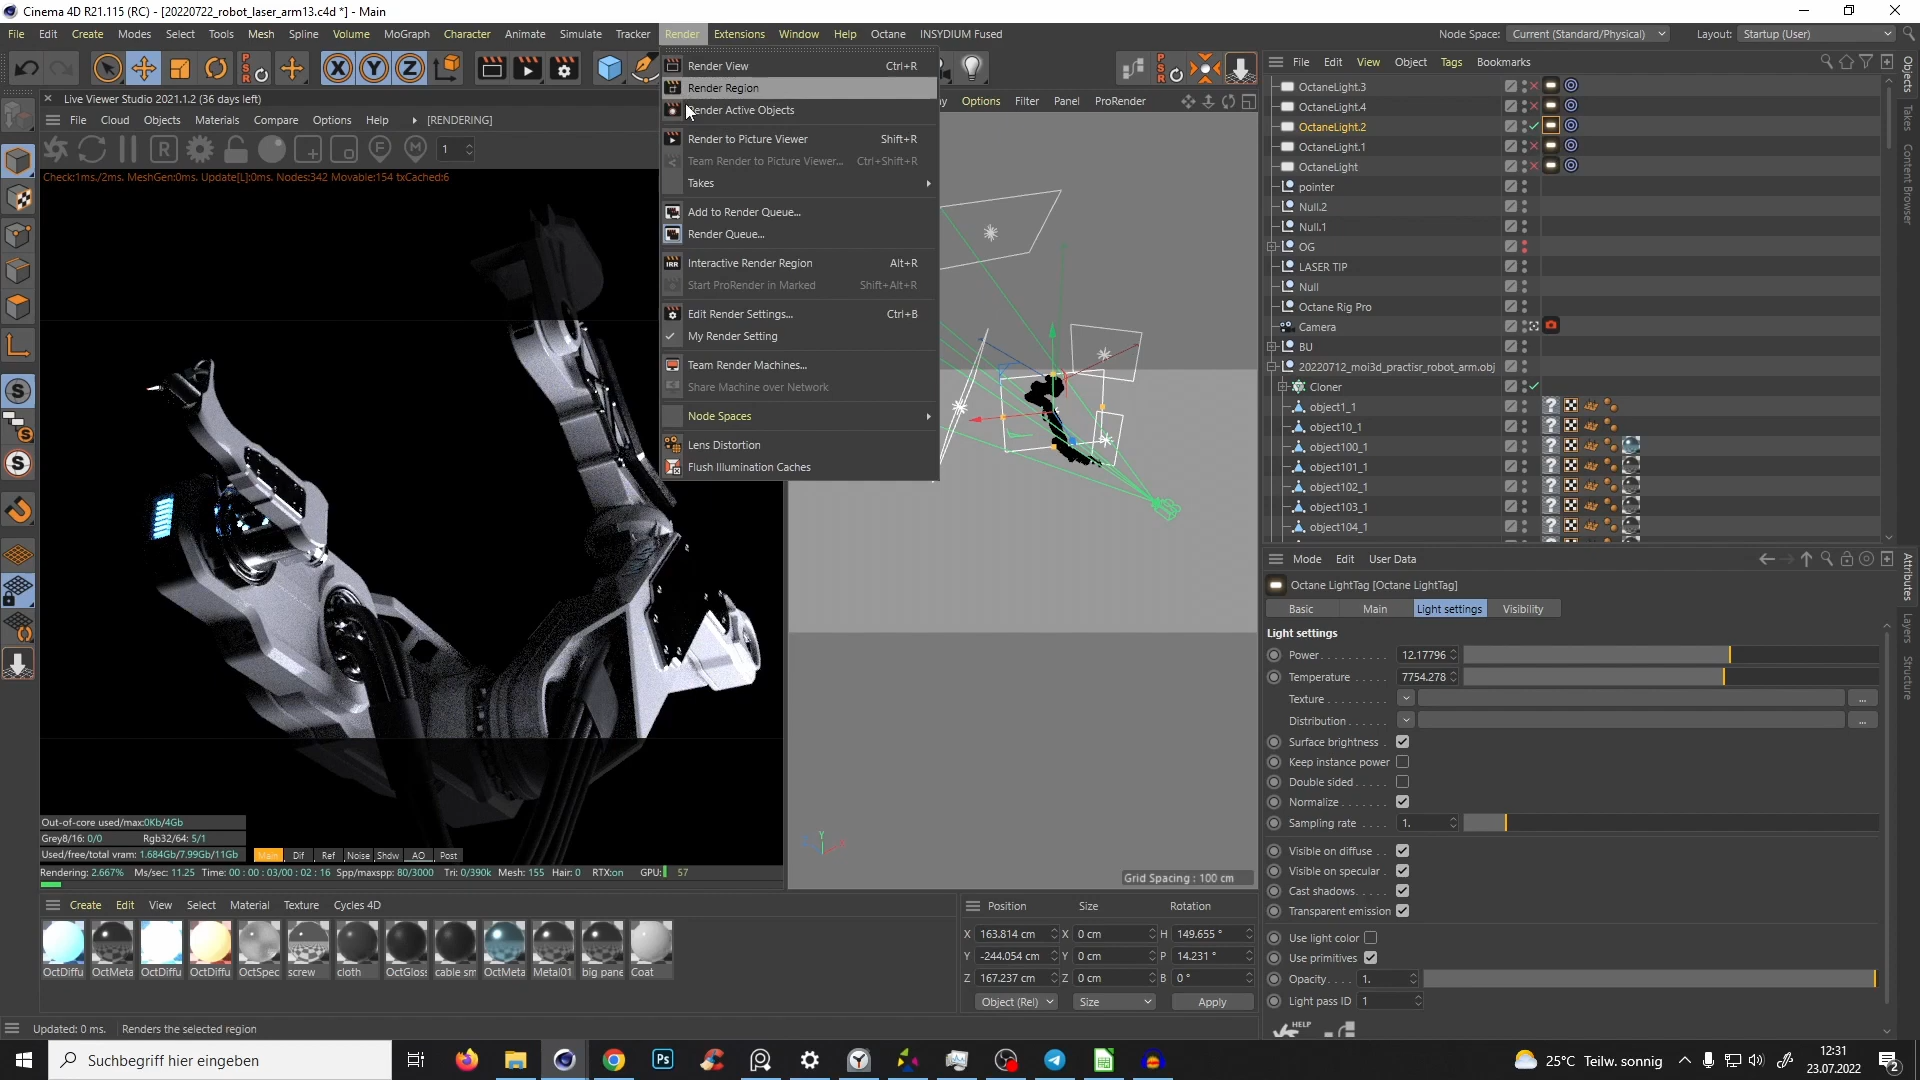 Cinema 4D R21.115 (RC) - [20220722_robot_laser_arm13.c4d *] - Main
File Edit Create Modes Select Tools Mesh Spline Volume MoGraph Character Animate Simulate Tracker Render Extensions Window Help Octane INSYDIUM Fused
Node Space: Current (Standard/Physical) Layout: Startup (User)
X Y Z
PSR
Live Viewer Studio 2021.1.2 (36 days left)
File Cloud Objects Materials Compare Options Help [RENDERING]
R F M 1
Check:1ms./2ms. MeshGen:0ms. Update[L]:0ms. Nodes:342 Movable:154 txCached:6
Render View Ctrl+R
Render Region
Render Active Objects
Render to Picture Viewer Shift+R
Team Render to Picture Viewer... Ctrl+Shift+R
Takes
Add to Render Queue...
Render Queue...
Interactive Render Region Alt+R
Start ProRender in Marked Shift+Alt+R
Edit Render Settings... Ctrl+B
My Render Setting
Team Render Machines...
Share Machine over Network
Node Spaces
Lens Distortion
Flush Illumination Caches
Options Filter Panel ProRender
Y
Grid Spacing : 100 cm
Out-of-core used/max:0Kb/4Gb
Grey8/16: 0/0 Rgb32/64: 5/1
Used/free/total vram: 1.684Gb/7.99Gb/11Gb
Main Dif Ref Noise Shdw AO Post
Rendering: 2.667% Ms/sec: 11.25 Time: 00 : 00 : 03/00 : 02 : 16 Spp/maxspp: 80/3000 Tri: 0/390k Mesh: 155 Hair: 0 RTX:on GPU: 57
Create Edit View Select Material Texture Cycles 4D
OctDiffu OctMeta OctDiffu OctDiffu OctSpec screw cloth OctGloss cable sm OctMeta Metal01 big pane Coat
Position Size Rotation
X 163.814 cm X 0 cm H 149.655 °
Y -244.054 cm Y 0 cm P 14.231 °
Z 167.237 cm Z 0 cm B 0 °
Object (Rel) Size Apply
Updated: 0 ms. Renders the selected region
File Edit View Object Tags Bookmarks
OctaneLight.3
OctaneLight.4
OctaneLight.2
OctaneLight.1
OctaneLight
pointer
Null.2
Null.1
OG
LASER TIP
Null
Octane Rig Pro
Camera
BU
20220712_moi3d_practisr_robot_arm.obj
Cloner
object1_1
object10_1
object100_1
object101_1
object102_1
object103_1
object104_1
Objects
Takes
Content Browser
Mode Edit User Data
Octane LightTag [Octane LightTag]
Basic Main Light settings Visibility
Light settings
Power 12.17796
Temperature 7754.278
Texture ...
Distribution ...
Surface brightness
Keep instance power
Double sided
Normalize
Sampling rate 1.
Visible on diffuse
Visible on specular
Cast shadows
Transparent emission
Use light color
Use primitives
Opacity 1.
Light pass ID 1
HELP
Attributes
Layers
Structure
Suchbegriff hier eingeben
Ps
25°C Teilw. sonnig
12:31
23.07.2022
2